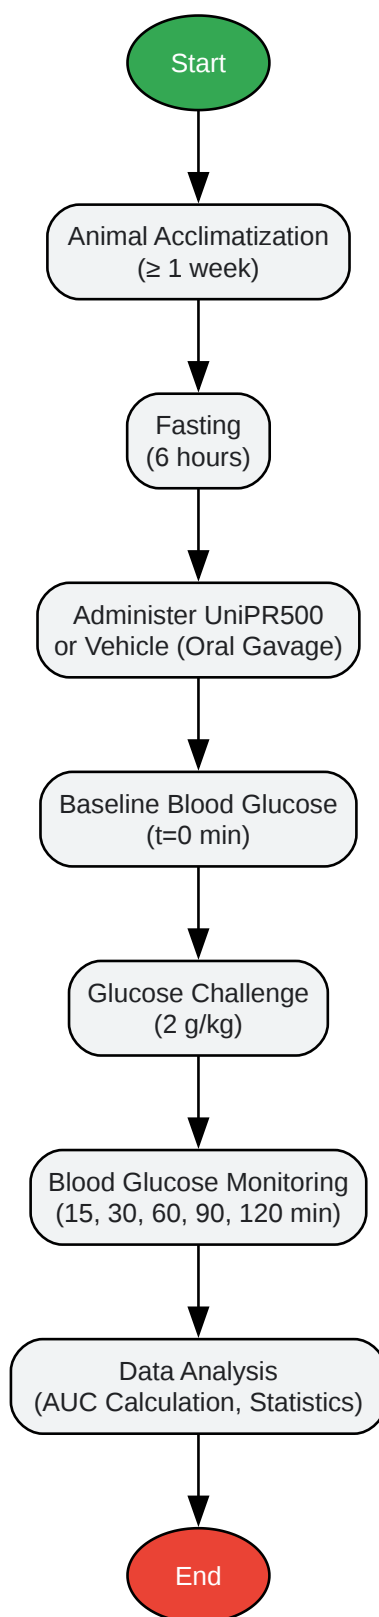 Start
Animal Acclimatization
(≥ 1 week)
Fasting
(6 hours)
Administer UniPR500
or Vehicle (Oral Gavage)
Baseline Blood Glucose
(t=0 min)
Glucose Challenge
(2 g/kg)
Blood Glucose Monitoring
(15, 30, 60, 90, 120 min)
Data Analysis
(AUC Calculation, Statistics)
End